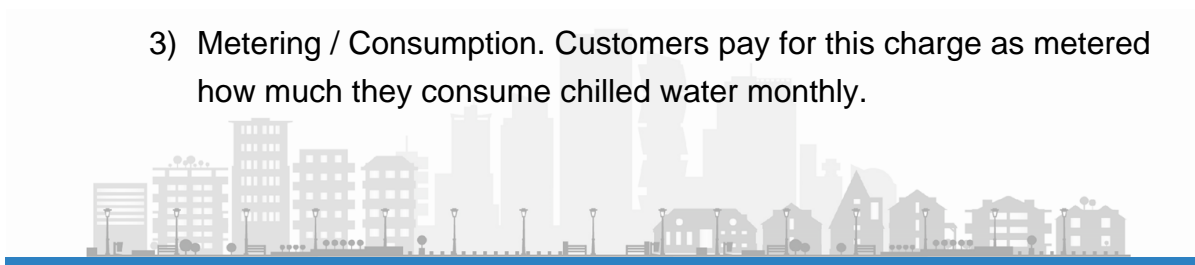 3) Metering / Consumption. Customers pay for this charge as metered
how much they consume chilled water monthly.